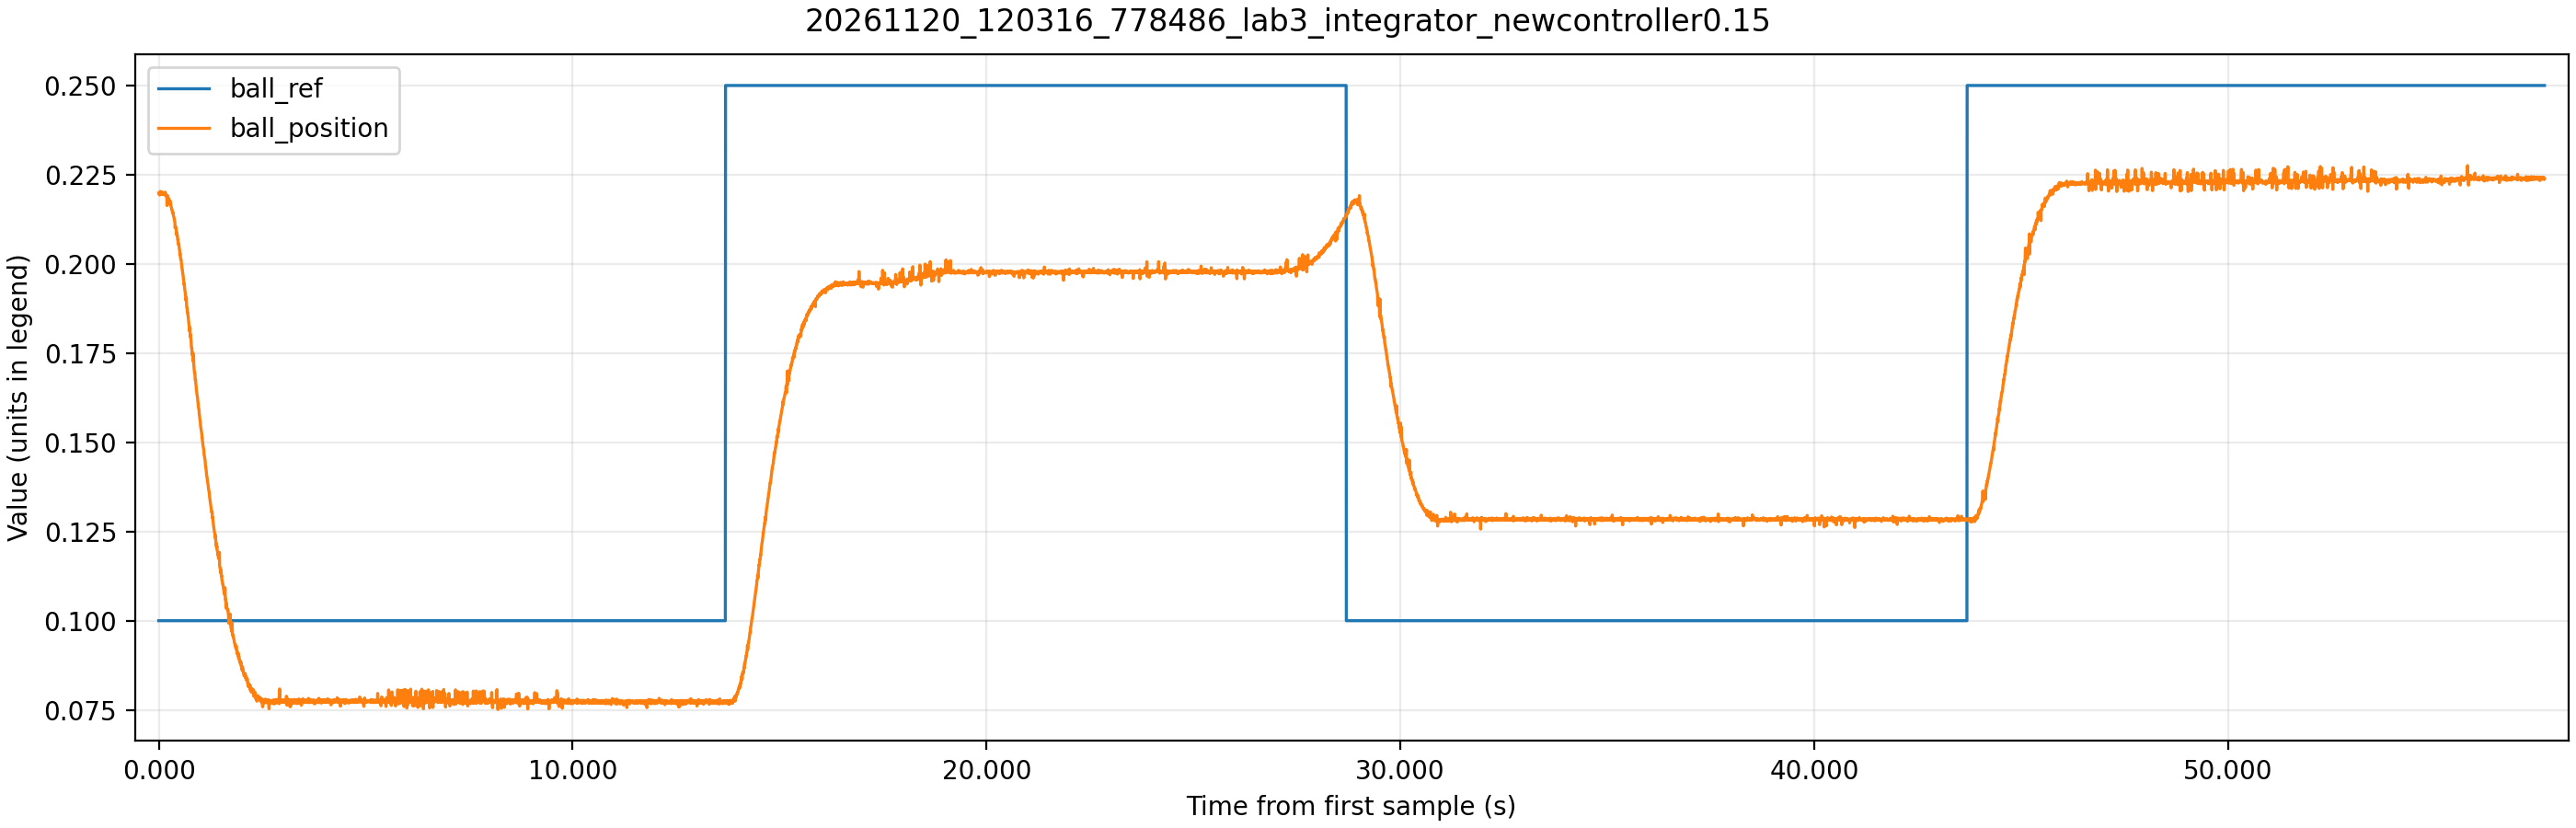 20261120_120316_778486_lab3_integrator_newcontroller0.15
ball_ref
ball_position
Value (units in legend)
0.250
0.225
0.200
0.175
0.150
0.125
0.100
0.075
0.000
10.000
20.000
30.000
40.000
50.000
Time from first sample (s)